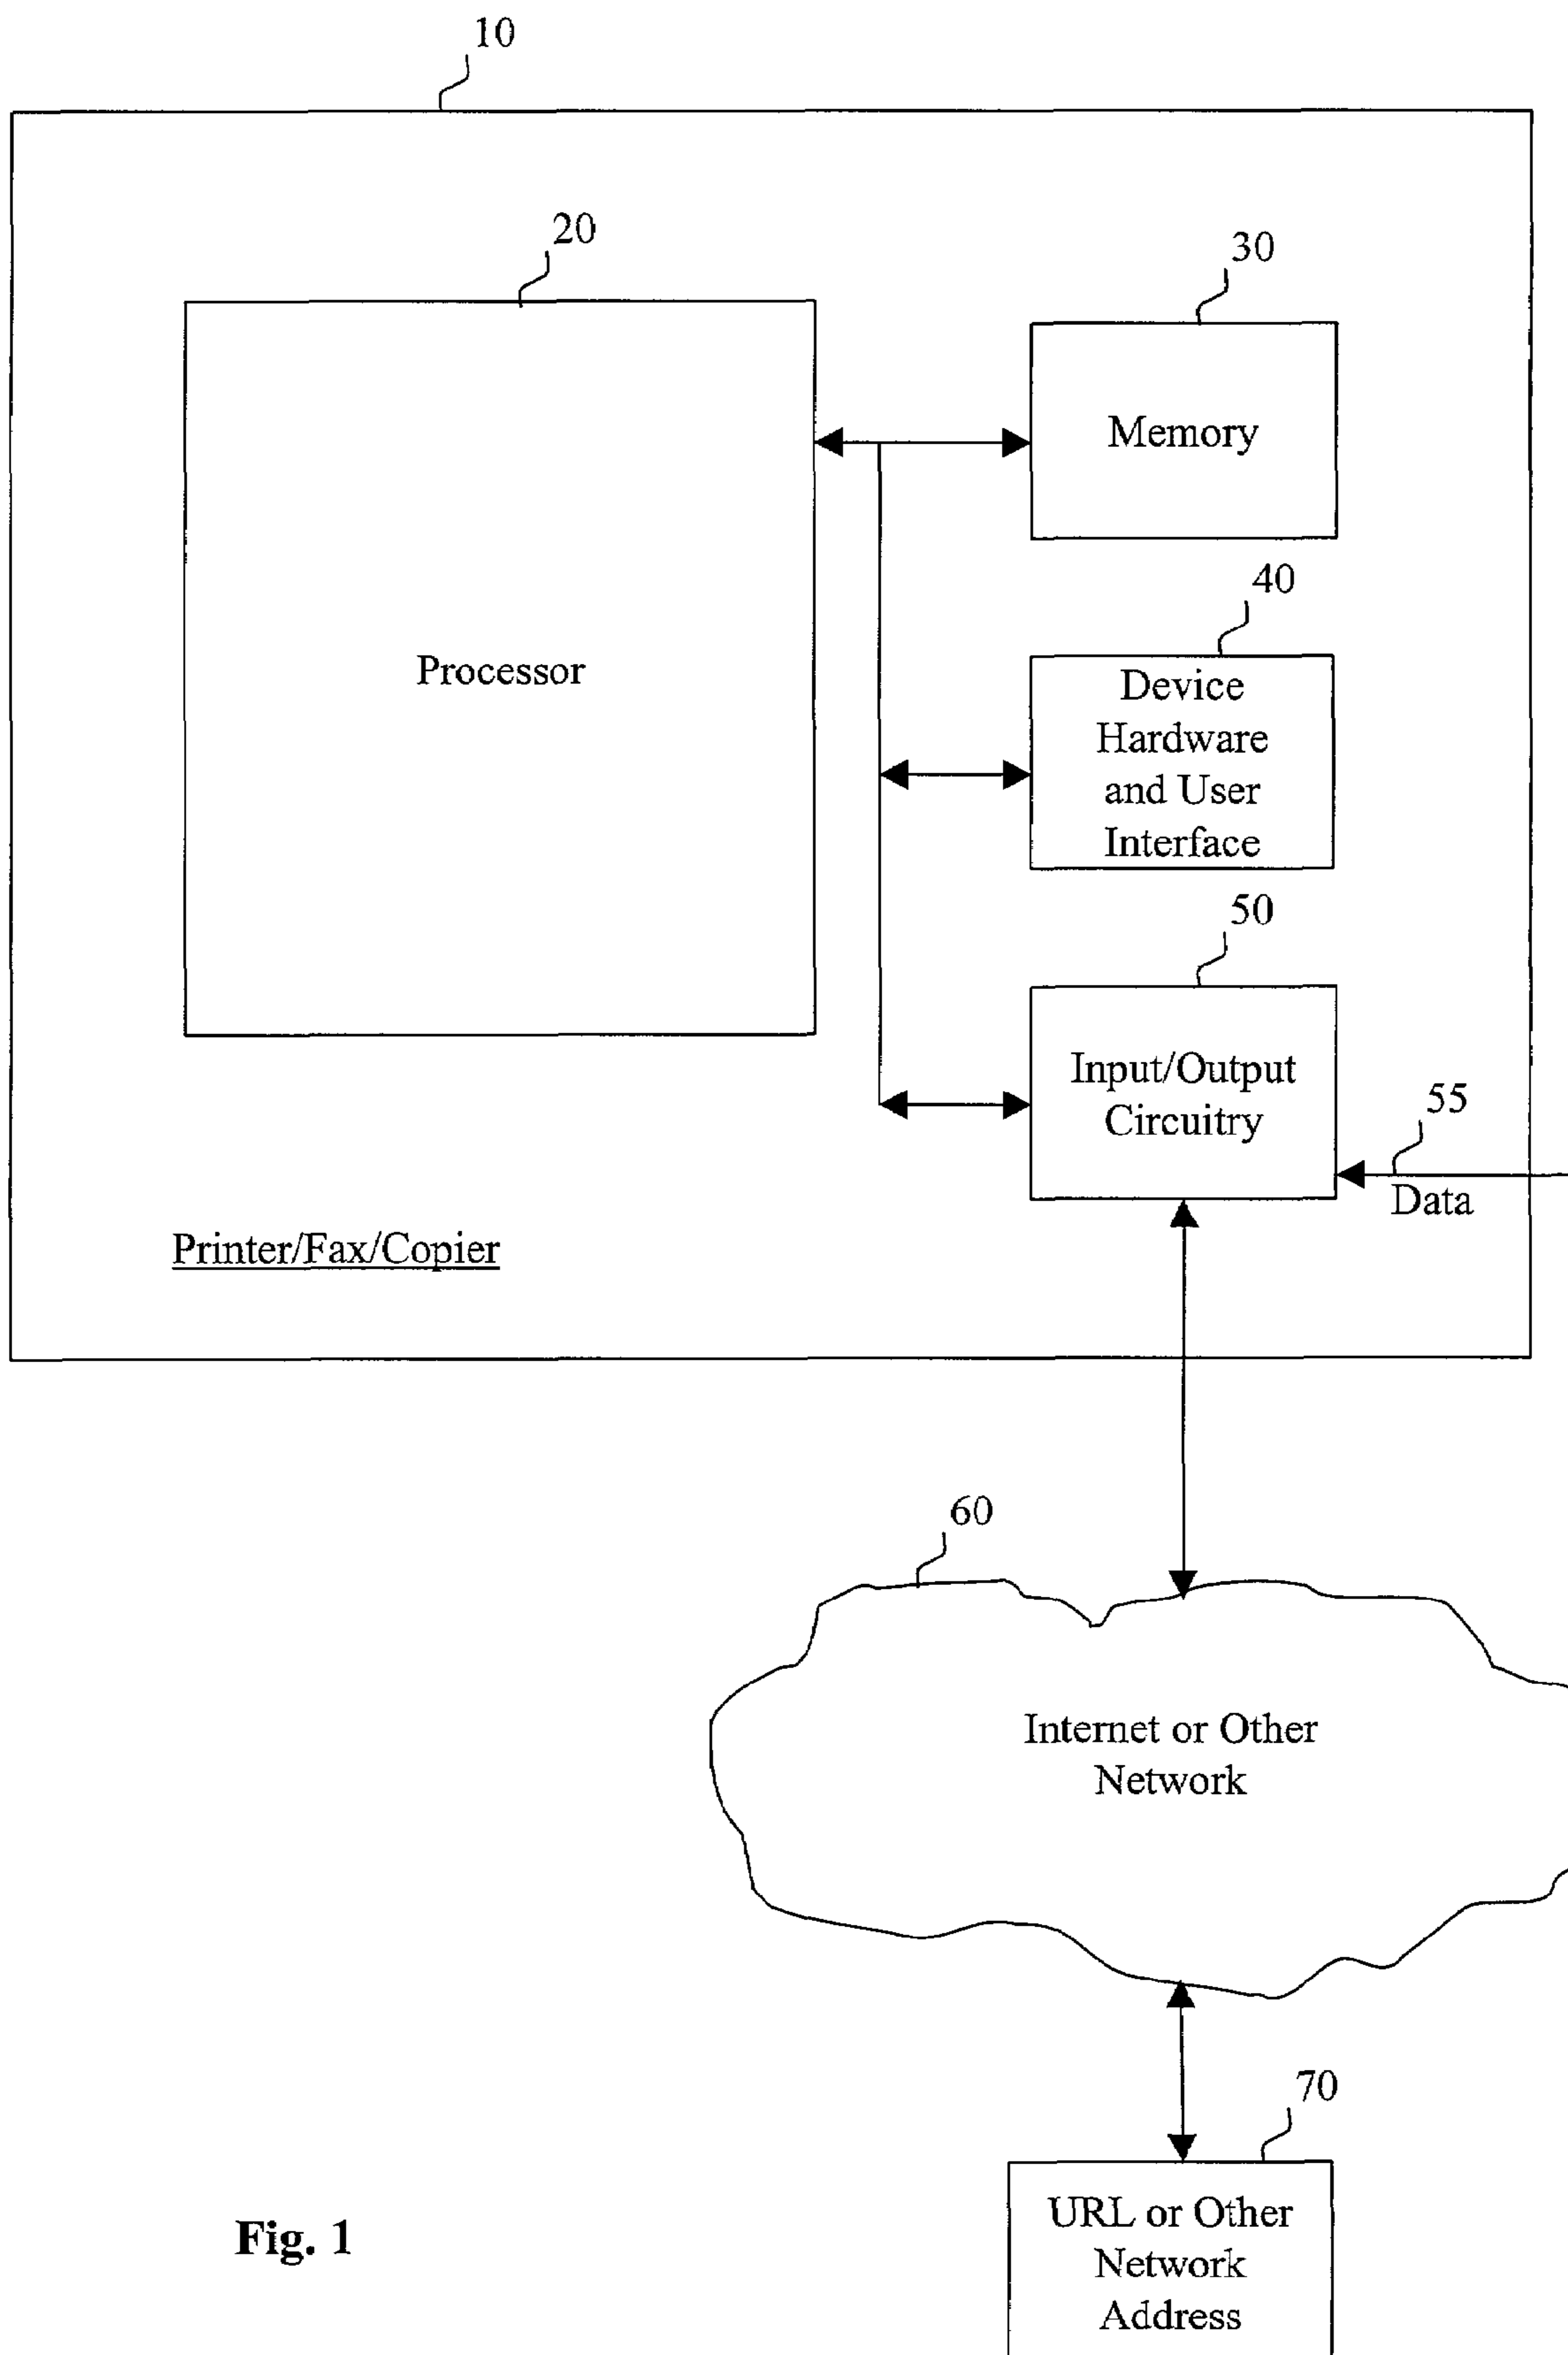 10
20
30
Memory
Processor
40
Device
Hardware
and User
Interface
50
Input/Output
Circuitry
55
Data
Printer/Fax/Copier
60
Internet or Other
Network
70
URL or Other
Network
Address
Fig. 1